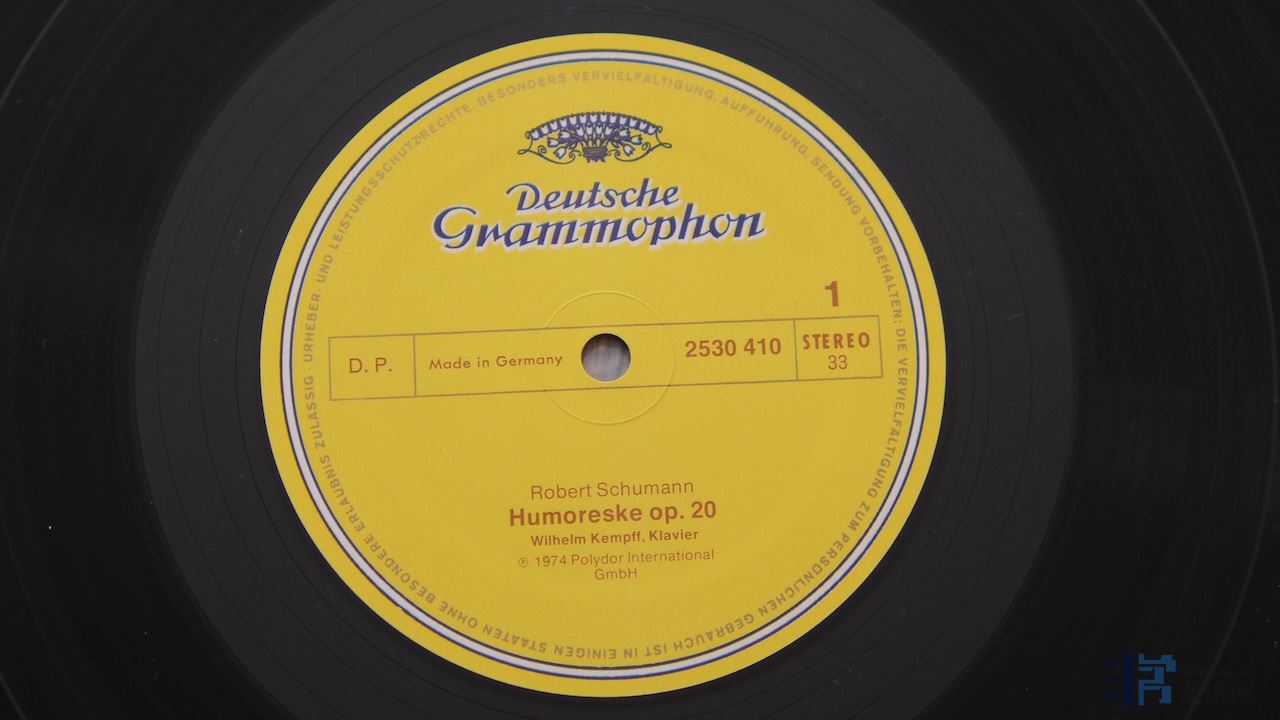 URHEBER- UND LEISTUNGSSCHUTZRECHTE, BESONDERS VERVIELFÄLTIGUNG, AUFFÜHRUNG, SENDUNG VORBEHALTEN; DIE VERVIELFÄLTIGUNG ZUM PERSÖNLICHEN GEBRAUCH IST IN EINIGEN STAATEN OHNE BESONDERE ERLAUBNIS ZULÄSSIG ·
Deutsche
Grammophon
1
D. P.
Made in Germany
2530 410
STEREO
33
Robert Schumann
Humoreske op. 20
Wilhelm Kempff, Klavier
℗ 1974 Polydor International
GmbH